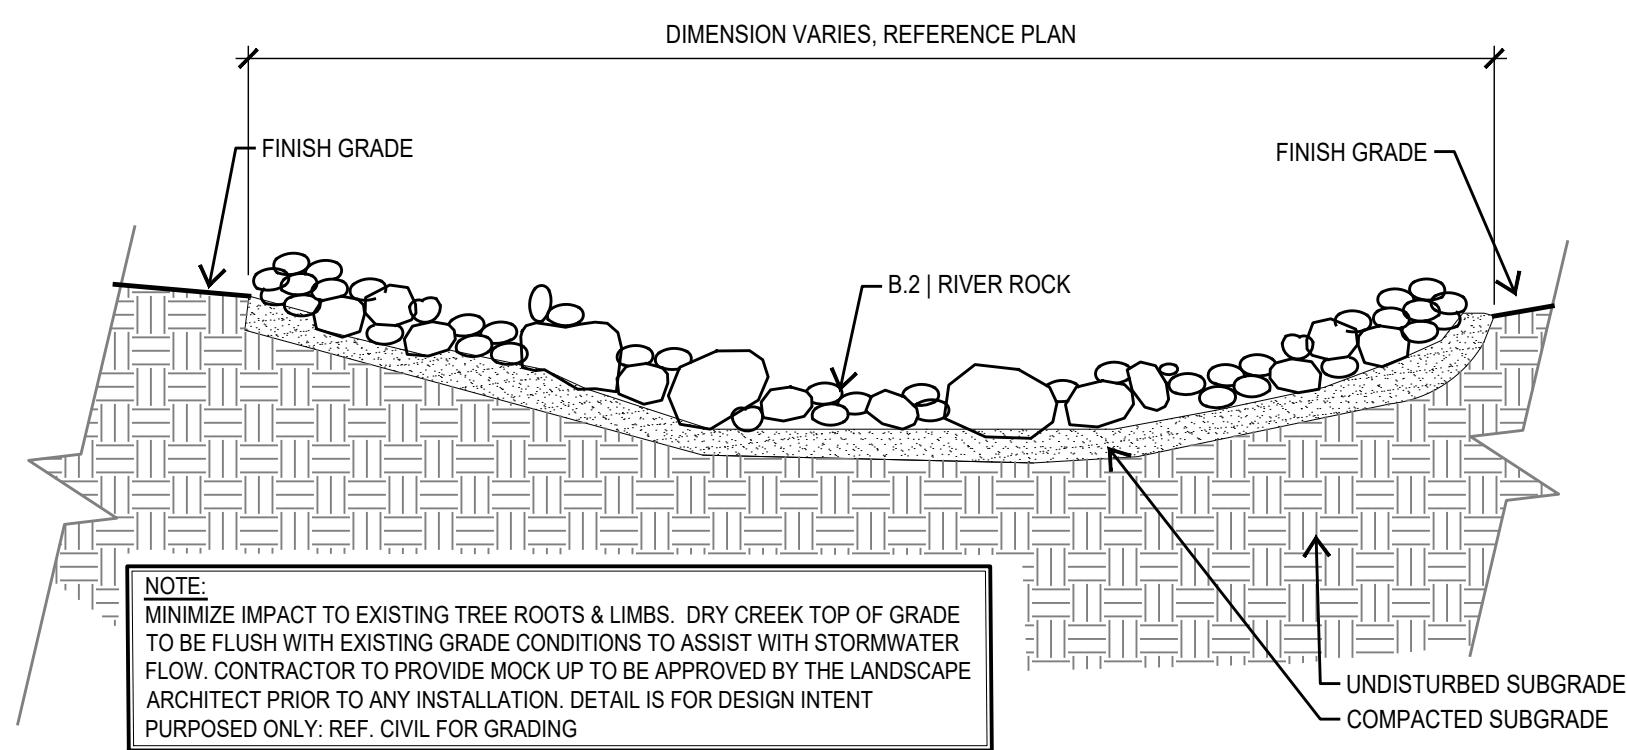 DIMENSION VARIES, REFERENCE PLAN
FINISH GRADE
FINISH GRADE
B.2 | RIVER ROCK
NOTE:
MINIMIZE IMPACT TO EXISTING TREE ROOTS & LIMBS. DRY CREEK TOP OF GRADE
TO BE FLUSH WITH EXISTING GRADE CONDITIONS TO ASSIST WITH STORMWATER
FLOW. CONTRACTOR TO PROVIDE MOCK UP TO BE APPROVED BY THE LANDSCAPE
ARCHITECT PRIOR TO ANY INSTALLATION. DETAIL IS FOR DESIGN INTENT
PURPOSED ONLY: REF. CIVIL FOR GRADING
UNDISTURBED SUBGRADE
COMPACTED SUBGRADE